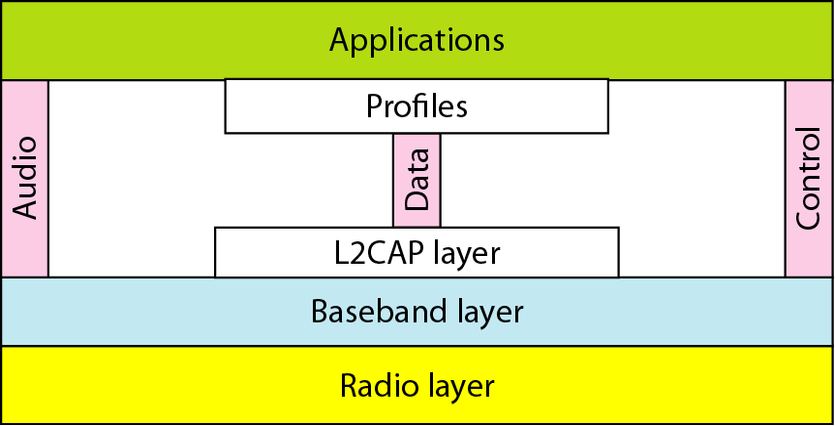 Applications
Profiles
Audio
Data
Control
L2CAP layer
Baseband layer
Radio layer